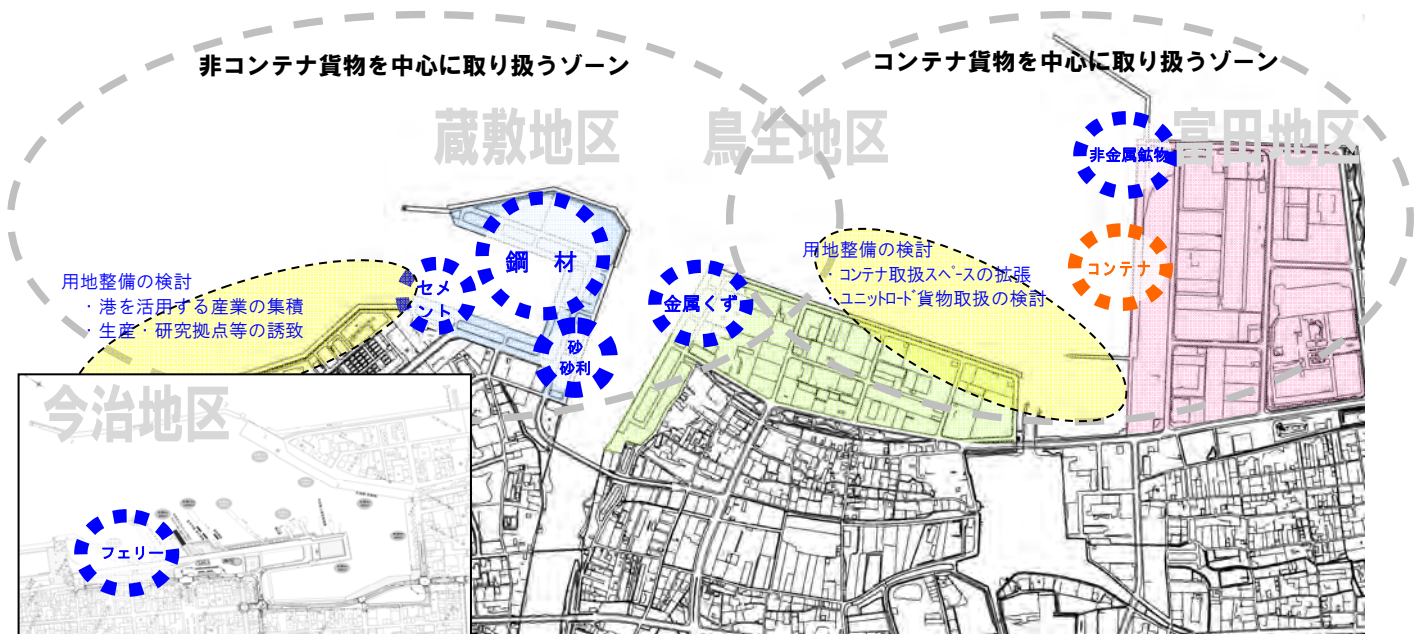 非コンテナ貨物を中心に取り扱うゾーン
コンテナ貨物を中心に取り扱うゾーン
蔵敷地区
鳥生地区
富田地区
非金属鉱物
鋼 材
用地整備の検討
・コンテナ取扱スペースの拡張
・ユニットロード貨物取扱の検討
コンテナ
用地整備の検討
・港を活用する産業の集積
・生産・研究拠点等の誘致
セメ
ント
金属くず
砂
砂利
今治地区
フェリー